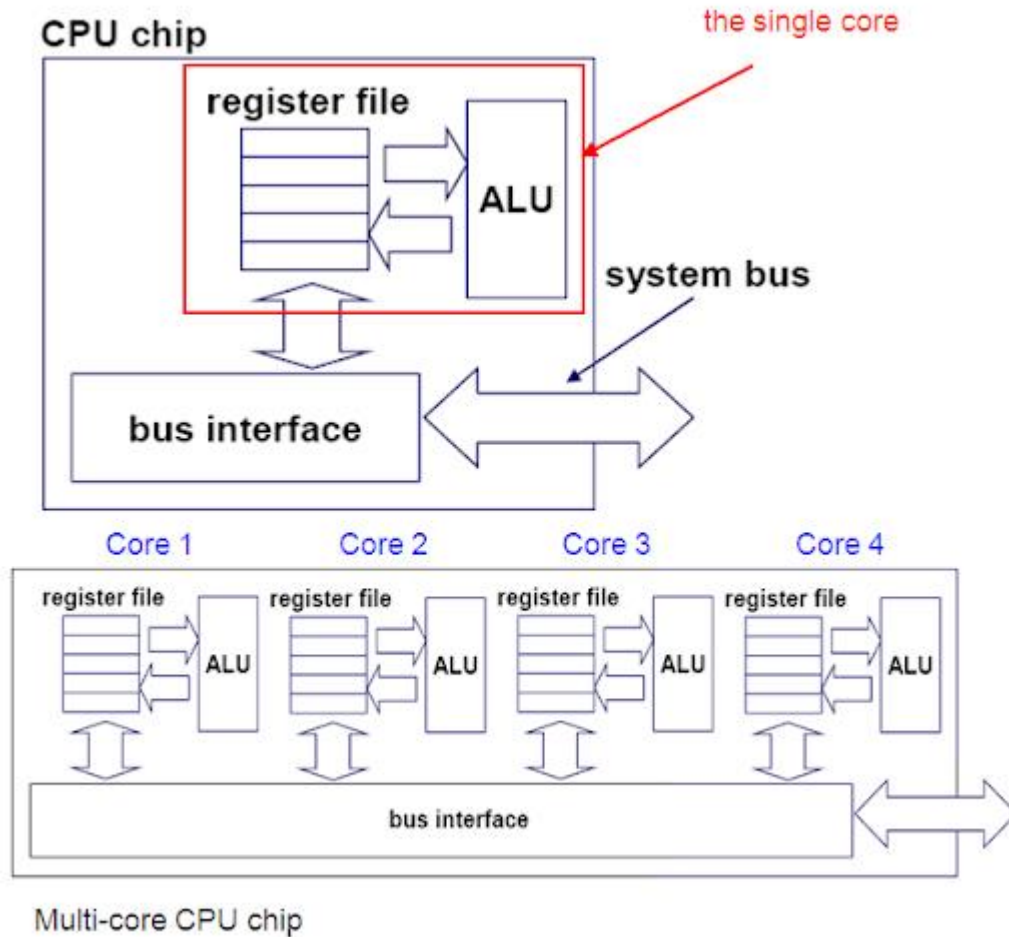 the single core
CPU chip
register file
ALU
system bus
bus interface
Core 1 Core 2 Core 3 Core 4
register file register file register file register file
ALU ALU ALU ALU
bus interface
Multi-core CPU chip